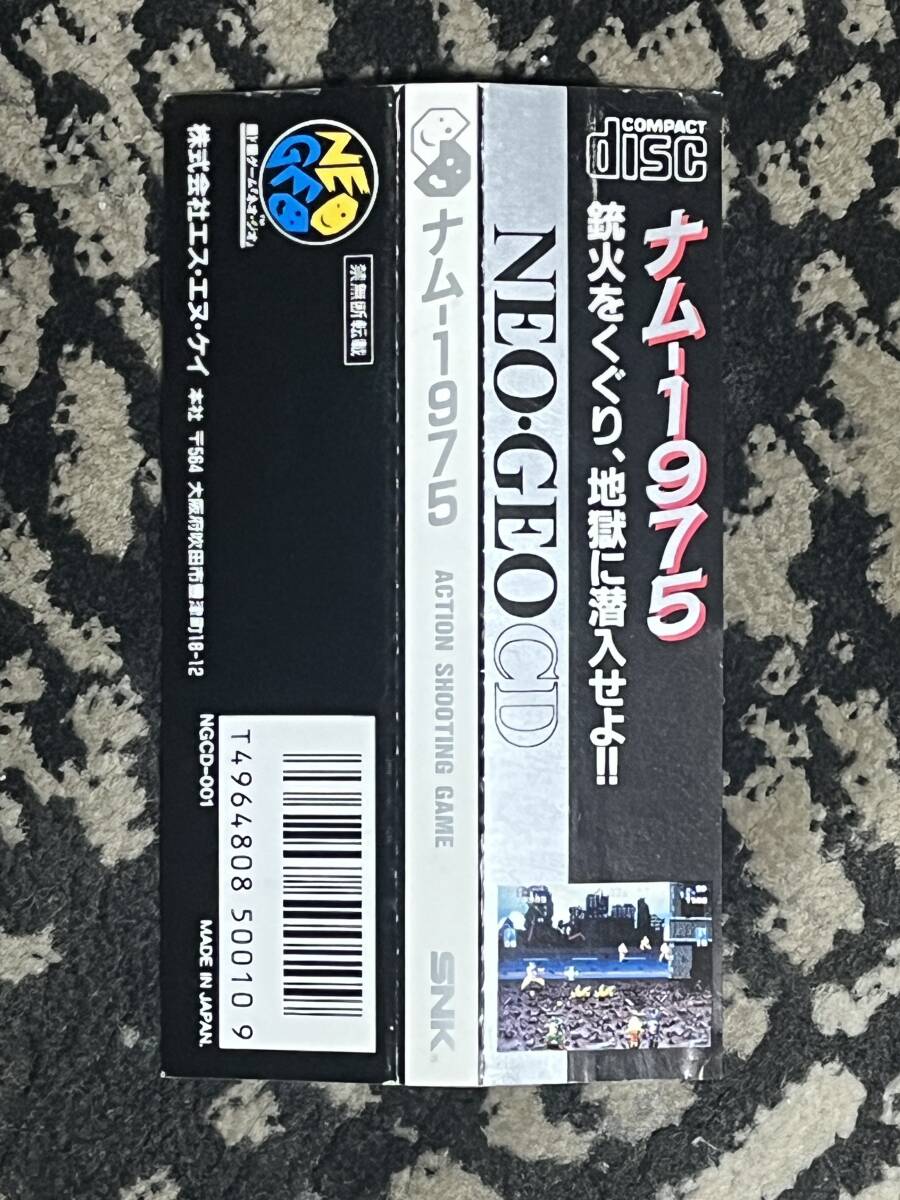 COMPACT
disc
ナム-1975
銃火をくぐり、地獄に潜入せよ!!
NEO・GEO CD
ナム-1975 ACTION SHOOTING GAME SNK®
NEO
GEO
TM
禁無断転載
株式会社エス・エヌ・ケイ 本社 〒564 大阪府吹田市豊津町18-12
NGCD-001
MADE IN JAPAN.
T4964808 500109